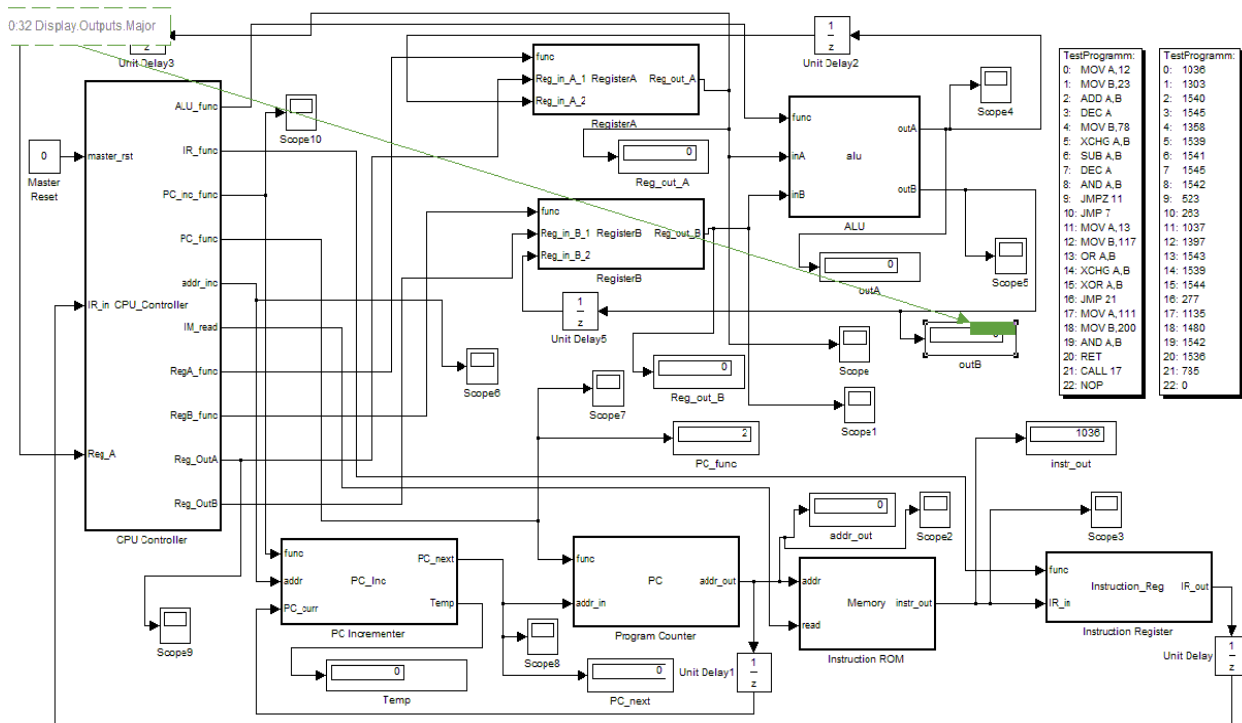 0:32 Display.Outputs.Major
z
Unit Delay3
1
z
Unit Delay2
func
Reg_in_A_1
Reg_in_A_2
RegisterA
Reg_out_A
RegisterA
0
Reg_out_A
Scope10
Scope4
func
inA
inB
alu
outA
outB
ALU
0
outA
Scope5
0
Master
Reset
master_rst
IR_in
Reg_A
CPU_Controller
ALU_func
IR_func
PC_inc_func
PC_func
addr_inc
IM_read
RegA_func
RegB_func
Reg_OutA
Reg_OutB
CPU Controller
func
Reg_in_B_1
Reg_in_B_2
RegisterB
Reg_out_B
RegisterB
1
z
Unit Delay5
outB
0
Reg_out_B
Scope
Scope1
Scope6
Scope7
2
PC_func
1036
instr_out
TestProgramm:
0: MOV A,12
1: MOV B,23
2: ADD A,B
3: DEC A
4: MOV B,78
5: XCHG A,B
6: SUB A,B
7: DEC A
8: AND A,B
9: JMPZ 11
10: JMP 7
11: MOV A,13
12: MOV B,117
13: OR A,B
14: XCHG A,B
15: XOR A,B
16: JMP 21
17: MOV A,111
18: MOV B,200
19: AND A,B
20: RET
21: CALL 17
22: NOP
TestProgramm:
0: 1036
1: 1303
2: 1540
3: 1545
4: 1358
5: 1539
6: 1541
7: 1545
8: 1542
9: 523
10: 263
11: 1037
12: 1397
13: 1543
14: 1539
15: 1544
16: 277
17: 1135
18: 1480
19: 1542
20: 1536
21: 785
22: 0
0
addr_out
Scope2
Scope3
func
addr
PC_curr
PC_Inc
PC_next
Temp
PC Incrementer
func
addr_in
PC
addr_out
Program Counter
addr
read
Memory
instr_out
Instruction ROM
func
IR_in
Instruction_Reg
IR_out
Instruction Register
Scope9
Scope8
0
Temp
0
PC_next
Unit Delay1
1
z
Unit Delay
1
z